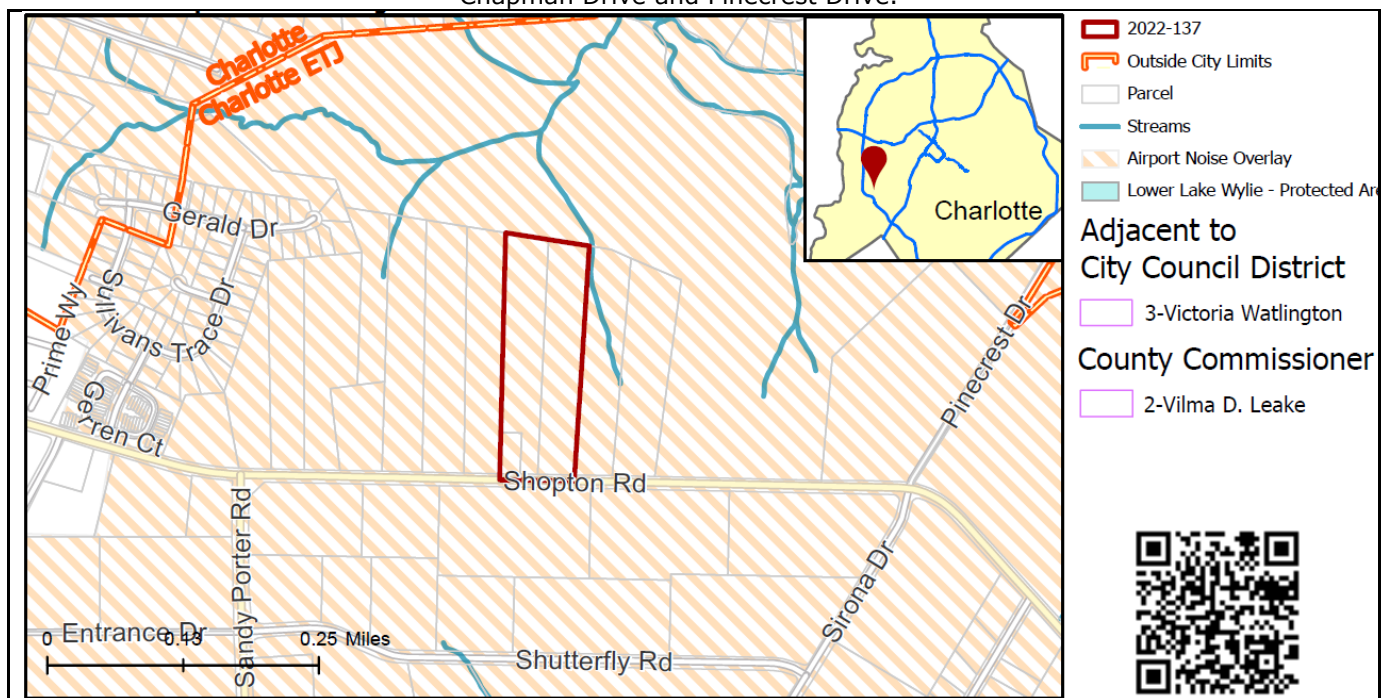 Chapman Drive and Pinecrest Drive.
Charlotte
Charlotte ETJ
Gerald Dr
Sullivans Trace Dr
Prime Wy
Gerren Ct
Shopton Rd
Sandy Porter Rd
Pinecrest Dr
Sirona Dr
Entrance Dr
Shutterfly Rd
0 0.13 0.25 Miles
Charlotte
2022-137
Outside City Limits
Parcel
Streams
Airport Noise Overlay
Lower Lake Wylie - Protected Are
Adjacent to
City Council District
3-Victoria Watlington
County Commissioner
2-Vilma D. Leake